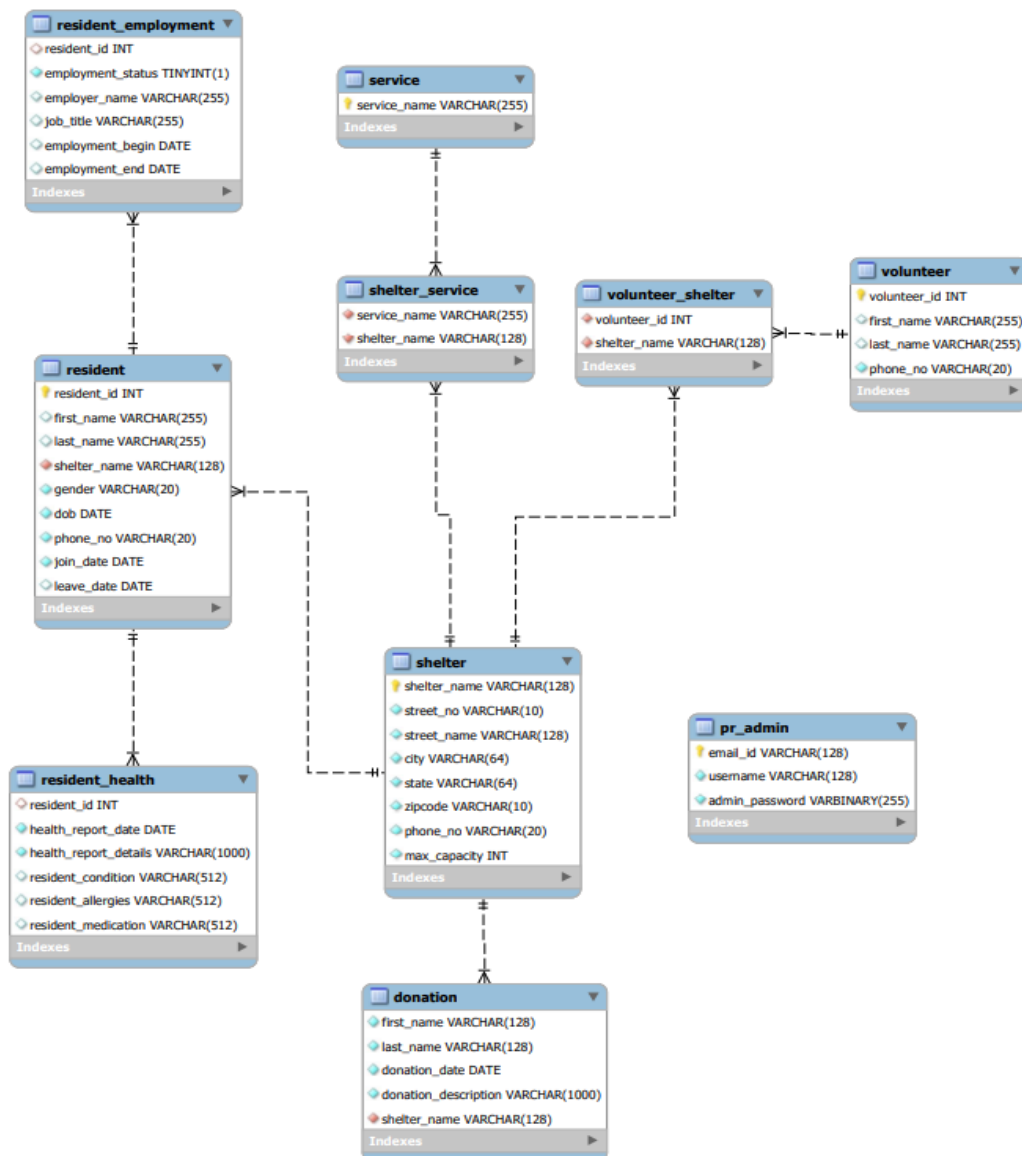 resident_employment
resident_id INT
employment_status TINYINT(1)
employer_name VARCHAR(255)
job_title VARCHAR(255)
employment_begin DATE
employment_end DATE
Indexes
service
service_name VARCHAR(255)
Indexes
shelter_service
service_name VARCHAR(255)
shelter_name VARCHAR(128)
Indexes
volunteer_shelter
volunteer_id INT
shelter_name VARCHAR(128)
Indexes
volunteer
volunteer_id INT
first_name VARCHAR(255)
last_name VARCHAR(255)
phone_no VARCHAR(20)
Indexes
resident
resident_id INT
first_name VARCHAR(255)
last_name VARCHAR(255)
shelter_name VARCHAR(128)
gender VARCHAR(20)
dob DATE
phone_no VARCHAR(20)
join_date DATE
leave_date DATE
Indexes
shelter
shelter_name VARCHAR(128)
street_no VARCHAR(10)
street_name VARCHAR(128)
city VARCHAR(64)
state VARCHAR(64)
zipcode VARCHAR(10)
phone_no VARCHAR(20)
max_capacity INT
Indexes
pr_admin
email_id VARCHAR(128)
username VARCHAR(128)
admin_password VARBINARY(255)
Indexes
resident_health
resident_id INT
health_report_date DATE
health_report_details VARCHAR(1000)
resident_condition VARCHAR(512)
resident_allergies VARCHAR(512)
resident_medication VARCHAR(512)
Indexes
donation
first_name VARCHAR(128)
last_name VARCHAR(128)
donation_date DATE
donation_description VARCHAR(1000)
shelter_name VARCHAR(128)
Indexes